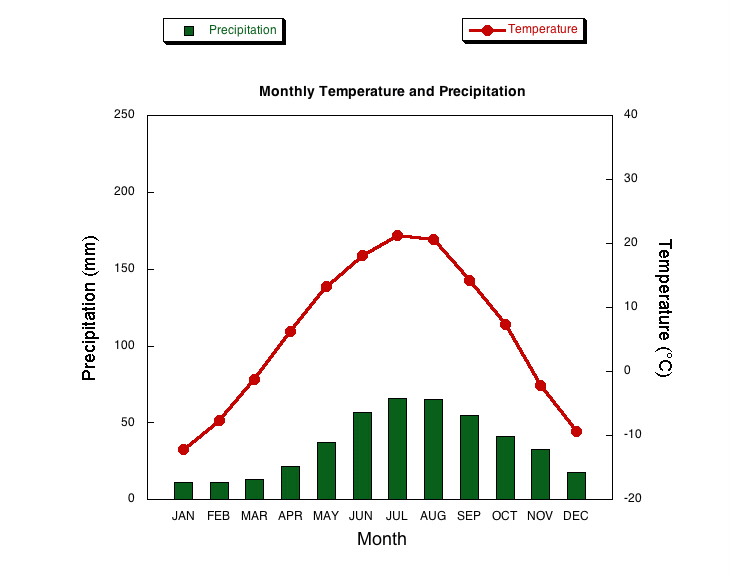 Precipitation
Temperature
Monthly Temperature and Precipitation
250
200
150
100
50
0
Precipitation (mm)
40
30
20
10
0
-10
-20
Temperature (°C)
JAN FEB MAR APR MAY JUN JUL AUG SEP OCT NOV DEC
Month